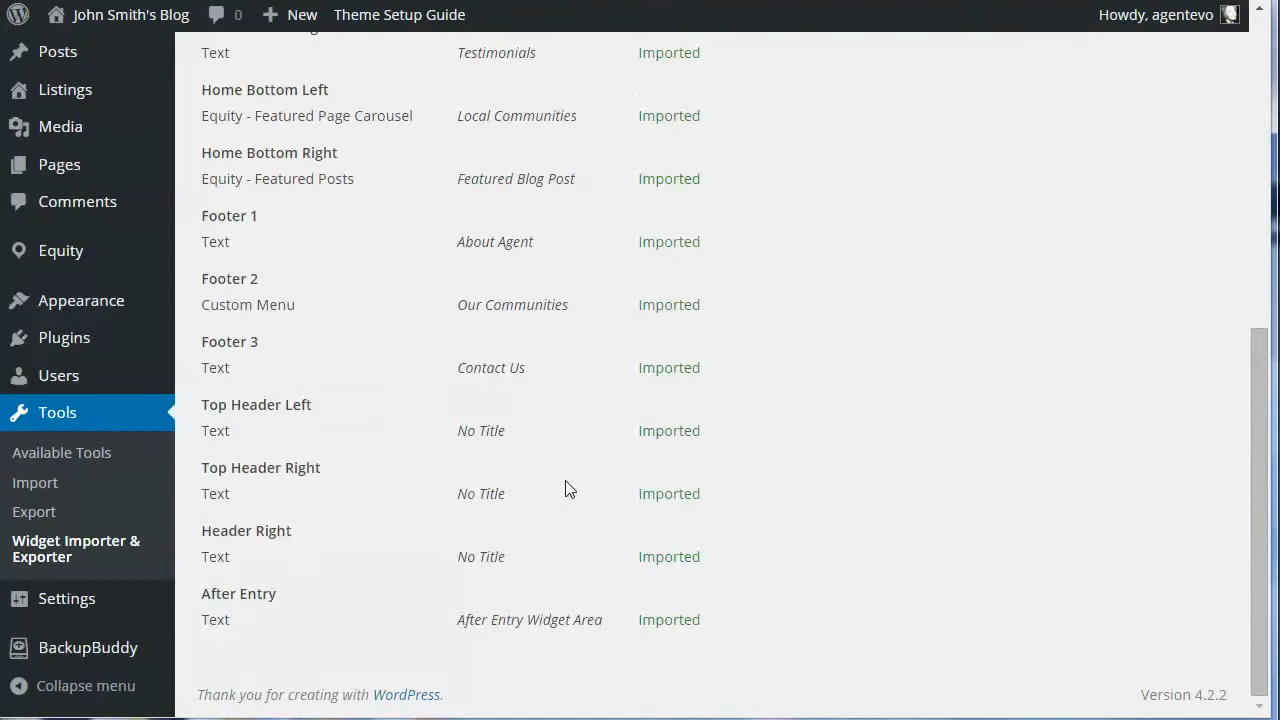 John Smith's Blog 0 New Theme Setup Guide Howdy, agentevo
Posts
Listings
Media
Pages
Comments
Equity
Appearance
Plugins
Users
Tools
Available Tools
Import
Export
Widget Importer &
Exporter
Settings
BackupBuddy
Collapse menu
Text Testimonials Imported
Home Bottom Left
Equity - Featured Page Carousel Local Communities Imported
Home Bottom Right
Equity - Featured Posts Featured Blog Post Imported
Footer 1
Text About Agent Imported
Footer 2
Custom Menu Our Communities Imported
Footer 3
Text Contact Us Imported
Top Header Left
Text No Title Imported
Top Header Right
Text No Title Imported
Header Right
Text No Title Imported
After Entry
Text After Entry Widget Area Imported
Thank you for creating with WordPress. Version 4.2.2